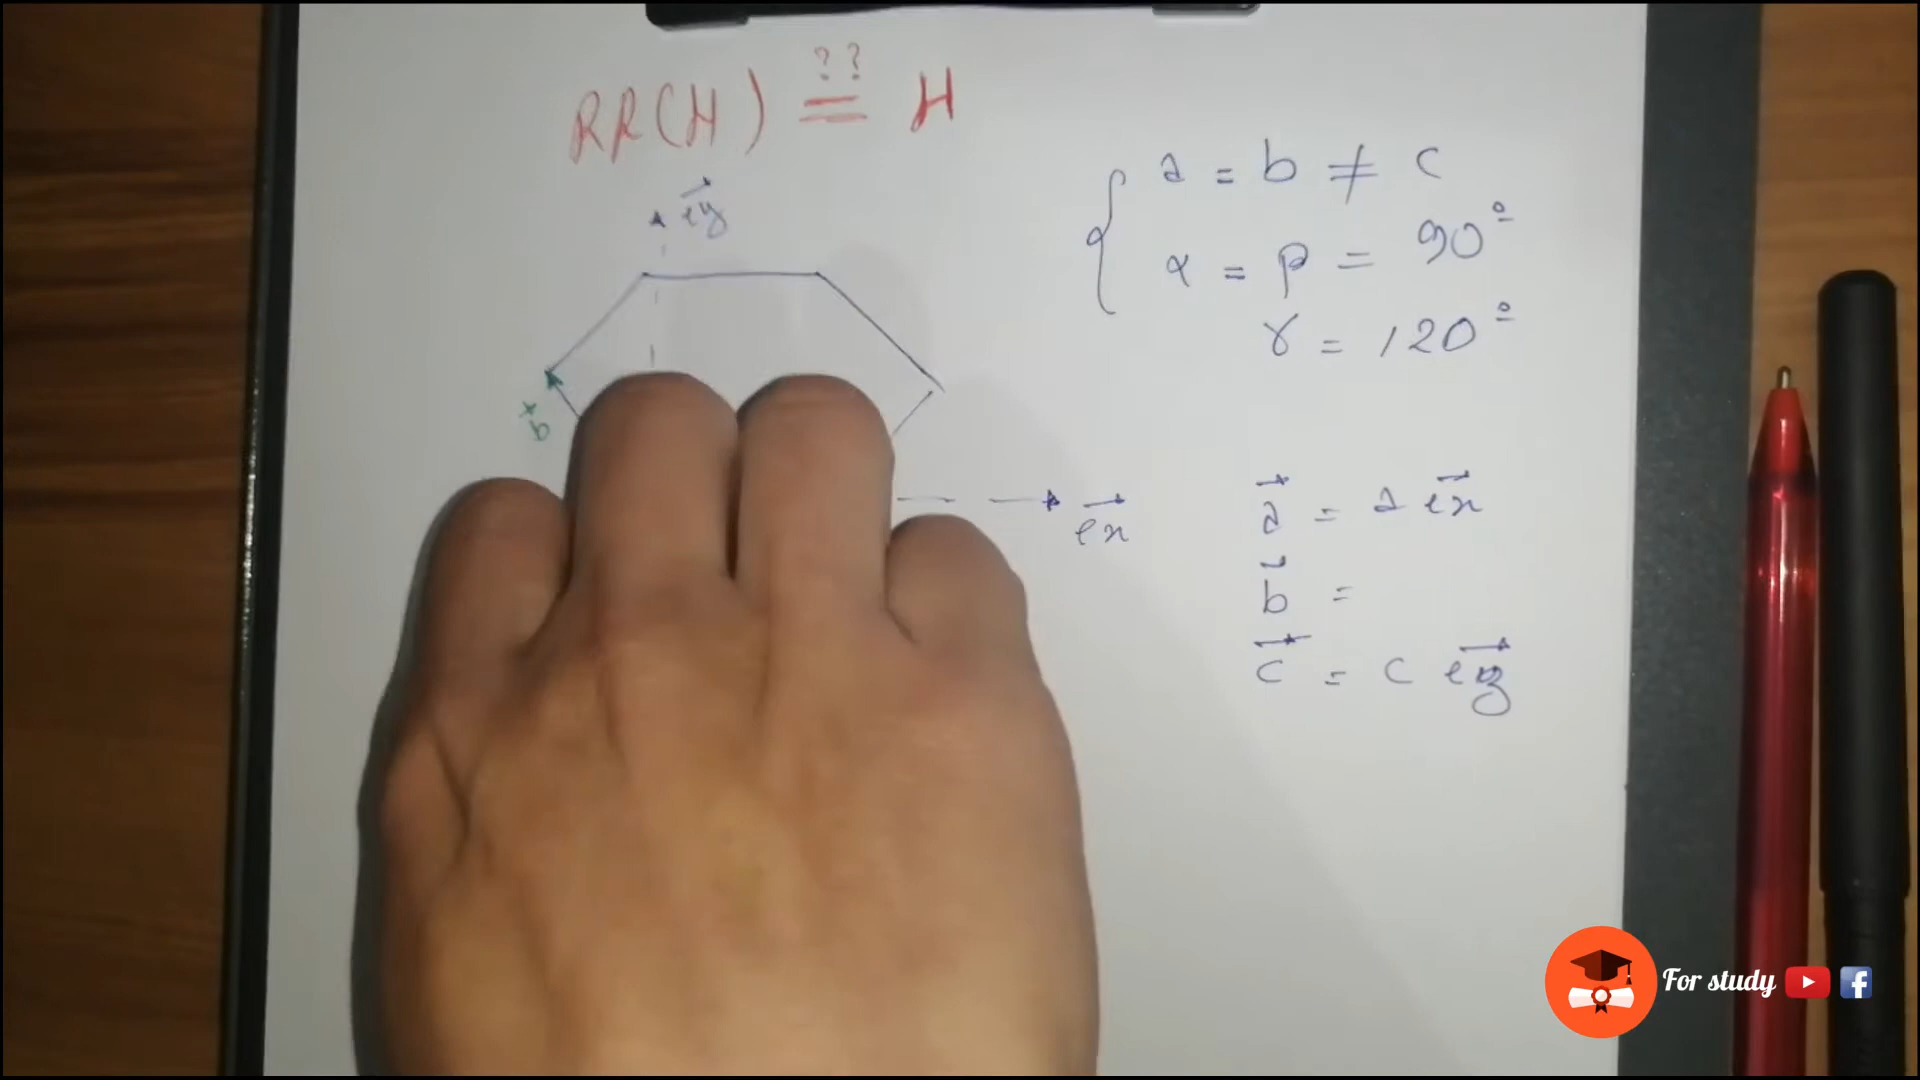 RR(H) ?? = H
a = b ≠ c
α = β = 90°
γ = 120°
ey
b
ex
a = a ex
b =
c = c ez
For study